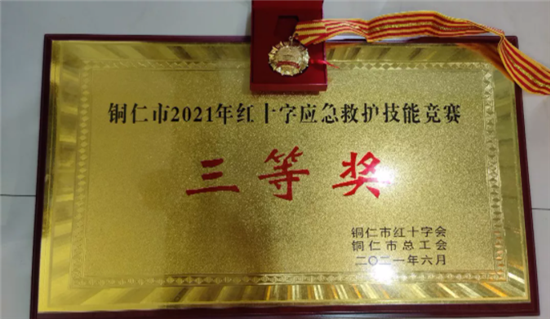 铜仁市2021年红十字应急救护技能竞赛
三等奖
铜仁市红十字会
铜仁市总工会
二〇二一年六月